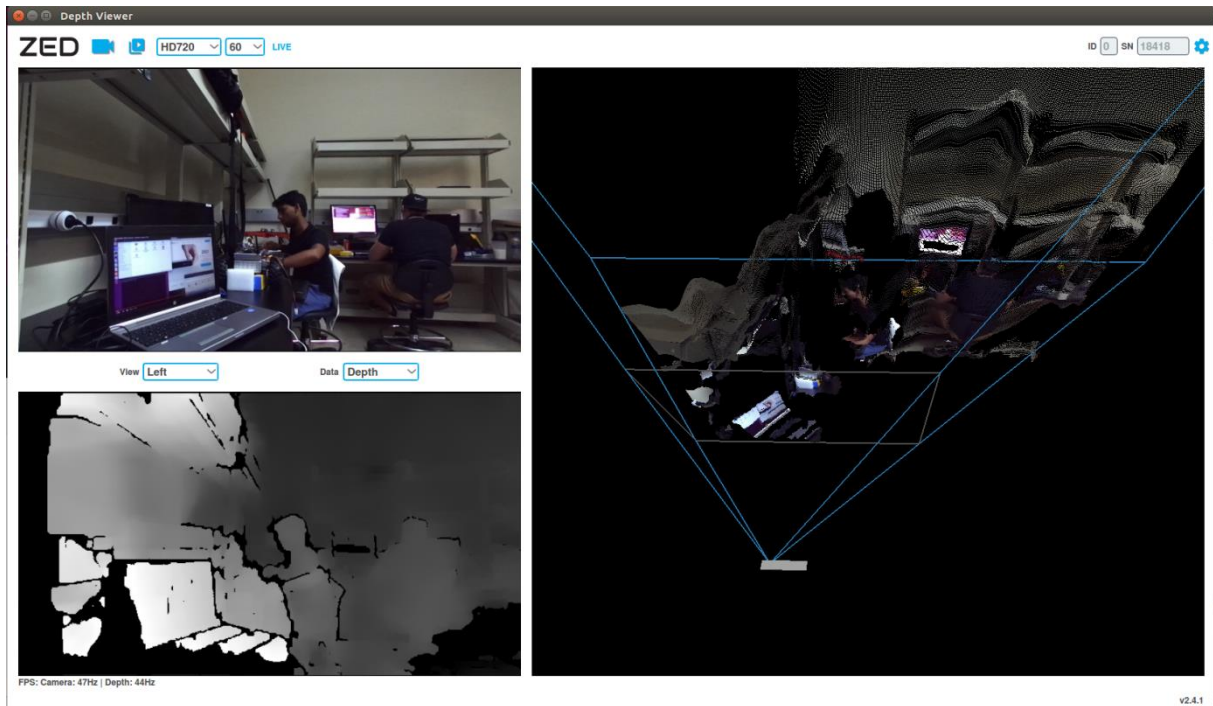 Depth Viewer
ZED HD720 60 LIVE ID 0 SN 18418
View Left Data Depth
FPS: Camera: 47Hz | Depth: 44Hz
v2.4.1